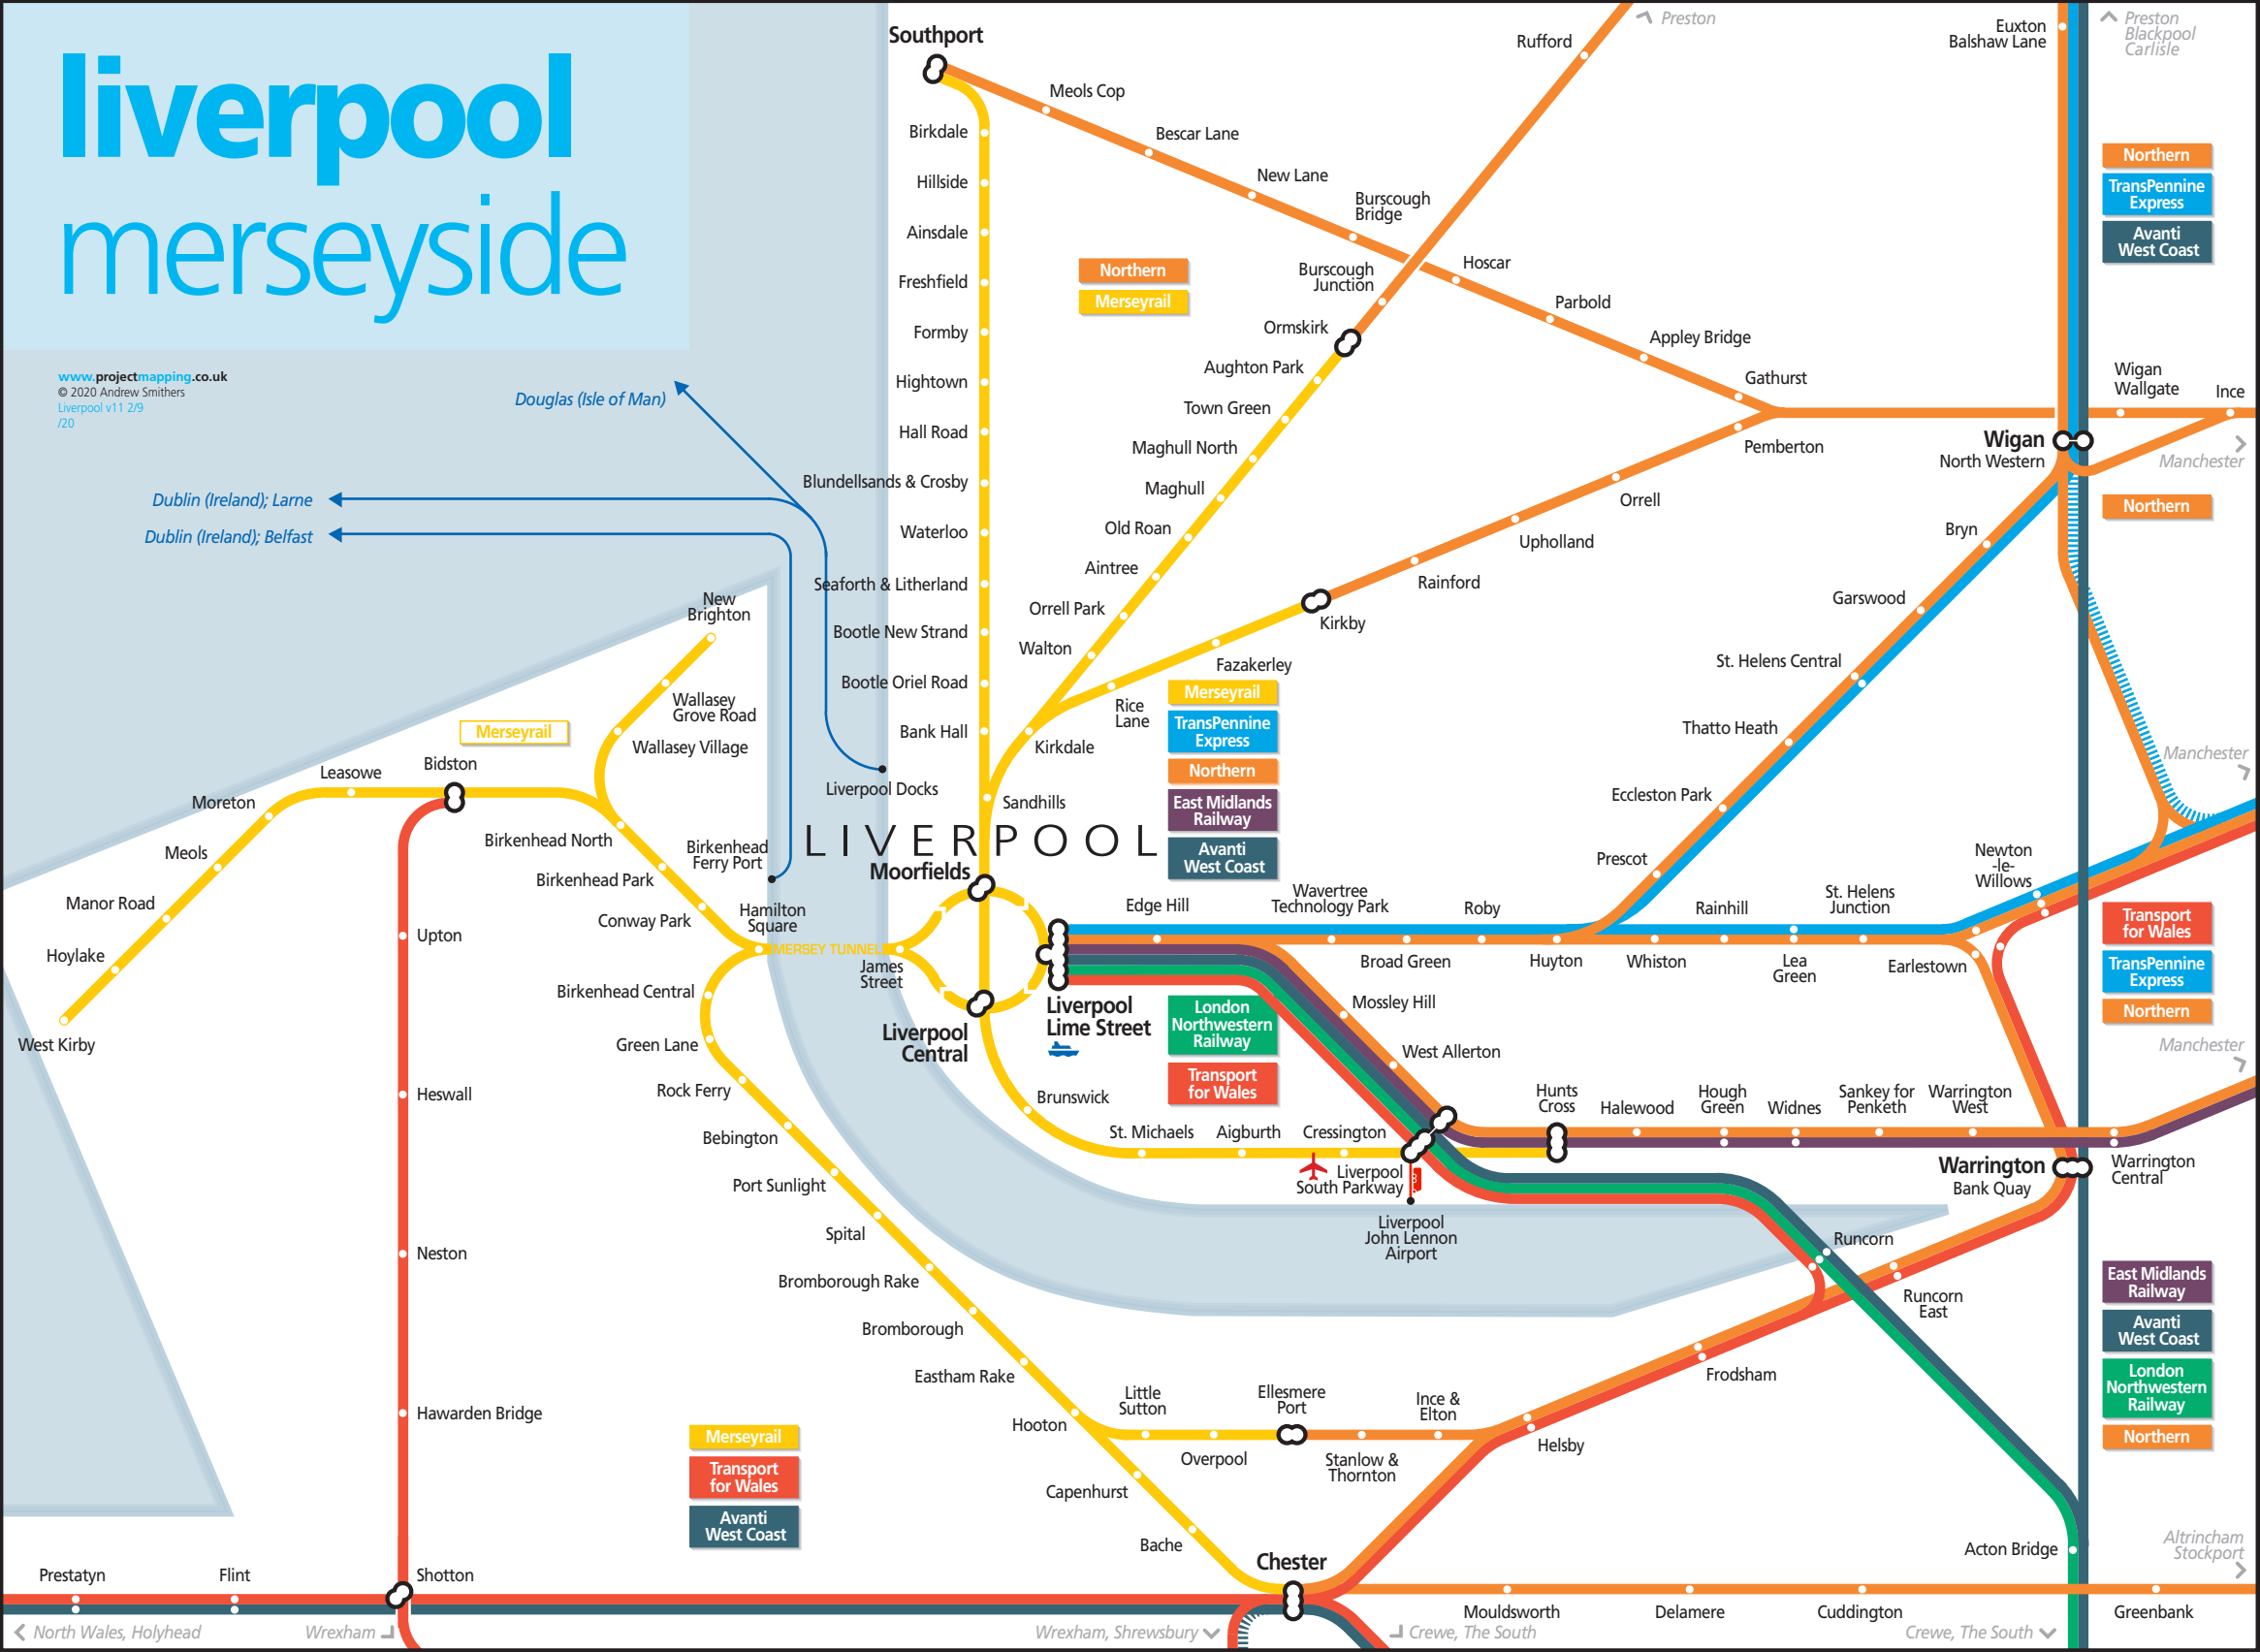 liverpool
merseyside
www.projectmapping.co.uk
© 2020 Andrew Smithers
Liverpool v11 2/9
/20
Douglas (Isle of Man)
Dublin (Ireland); Larne
Dublin (Ireland); Belfast
Southport
Birkdale
Hillside
Ainsdale
Freshfield
Formby
Hightown
Hall Road
Blundellsands & Crosby
Waterloo
Seaforth & Litherland
Bootle New Strand
Bootle Oriel Road
Bank Hall
Liverpool Docks
Sandhills
LIVERPOOL
Moorfields
Meols Cop
Bescar Lane
New Lane
Burscough
Bridge
Hoscar
Parbold
Appley Bridge
Gathurst
Northern
Merseyrail
Preston
Rufford
Burscough
Junction
Ormskirk
Aughton Park
Town Green
Maghull North
Maghull
Old Roan
Aintree
Orrell Park
Walton
Kirkdale
Rice
Lane
Fazakerley
Kirkby
Rainford
Upholland
Orrell
Pemberton
Euxton
Balshaw Lane
Preston
Blackpool
Carlisle
Northern
TransPennine
Express
Avanti
West Coast
Wigan
Wallgate
Ince
Wigan
North Western
Manchester
Northern
Bryn
Garswood
St. Helens Central
Thatto Heath
Eccleston Park
Prescot
Manchester
Merseyrail
TransPennine
Express
Northern
East Midlands
Railway
Avanti
West Coast
New
Brighton
Wallasey
Grove Road
Wallasey Village
Merseyrail
Bidston
Leasowe
Moreton
Meols
Manor Road
Hoylake
West Kirby
Birkenhead North
Birkenhead Park
Conway Park
Birkenhead
Ferry Port
Hamilton
Square
MERSEY TUNNEL
James
Street
Liverpool
Central
Liverpool
Lime Street
Edge Hill
Wavertree
Technology Park
Broad Green
Roby
Huyton
Whiston
Rainhill
Lea
Green
St. Helens
Junction
Earlestown
Newton
-le-
Willows
Transport
for Wales
TransPennine
Express
Northern
Manchester
London
Northwestern
Railway
Transport
for Wales
Mossley Hill
West Allerton
Brunswick
St. Michaels
Aigburth
Cressington
Liverpool
South Parkway
Liverpool
John Lennon
Airport
Hunts
Cross
Halewood
Hough
Green
Widnes
Sankey for
Penketh
Warrington
West
Warrington
Central
Warrington
Bank Quay
Birkenhead Central
Green Lane
Rock Ferry
Bebington
Port Sunlight
Spital
Bromborough Rake
Bromborough
Eastham Rake
Hooton
Little
Sutton
Overpool
Ellesmere
Port
Stanlow &
Thornton
Ince &
Elton
Helsby
Frodsham
Runcorn
Runcorn
East
Capenhurst
Bache
Chester
Upton
Heswall
Neston
Hawarden Bridge
Shotton
Flint
Prestatyn
Merseyrail
Transport
for Wales
Avanti
West Coast
East Midlands
Railway
Avanti
West Coast
London
Northwestern
Railway
Northern
Acton Bridge
Altrincham
Stockport
Mouldsworth
Delamere
Cuddington
Greenbank
North Wales, Holyhead
Wrexham
Wrexham, Shrewsbury
Crewe, The South
Crewe, The South